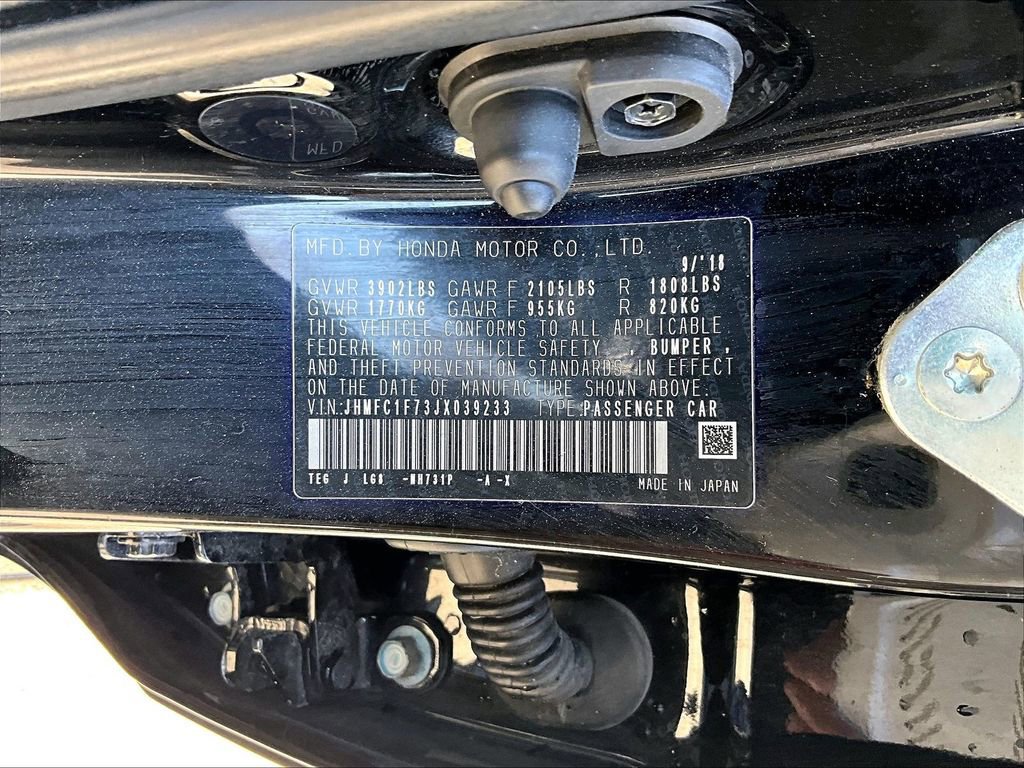 MFD. BY HONDA MOTOR CO.,LTD.
9/'18
GVWR 3902LBS GAWR F 2105LBS R 1808LBS
GVWR 1770KG GAWR F 955KG R 820KG
THIS VEHICLE CONFORMS TO ALL APPLICABLE
FEDERAL MOTOR VEHICLE SAFETY , BUMPER ,
AND THEFT PREVENTION STANDARDS IN EFFECT
ON THE DATE OF MANUFACTURE SHOWN ABOVE.
V.IN:JHMFC1F73JX039233 TYPE:PASSENGER CAR
TEG J LG8 -NH731P -A-X
MADE IN JAPAN